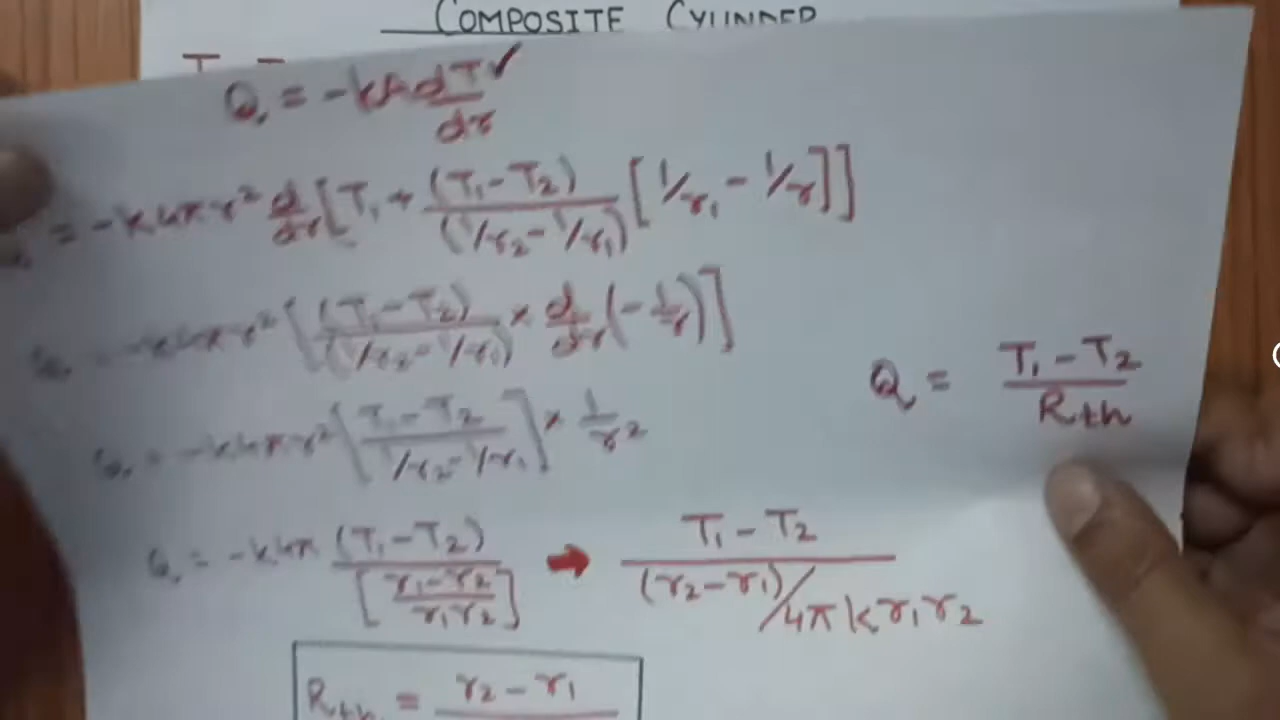 COMPOSITE CYLINDER
Q = -kA dT/dr ✓
= -k4πr² d/dr [T₁ + (T₁-T₂)/(1/r₂-1/r₁) [1/r₁ - 1/r]]
Q = -k4πr² [(T₁-T₂)/(1/r₂-1/r₁) × d/dr (-1/r)]
Q = -k4πr² [T₁-T₂/1/r₂-1/r₁] × 1/r²
Q = T₁-T₂/Rth
Q = -k4π (T₁-T₂)/[r₁-r₂/r₁r₂] ➡ T₁-T₂/(r₂-r₁)/4πkr₁r₂
Rth = r₂-r₁